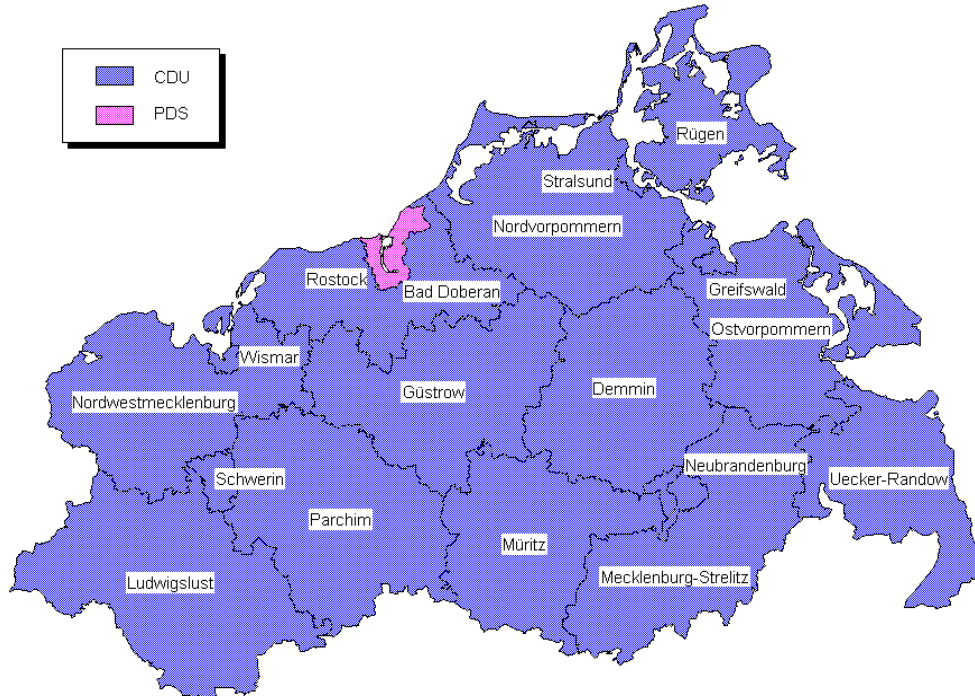 CDU
PDS
Rügen
Stralsund
Nordvorpommern
Rostock
Bad Doberan
Greifswald
Ostvorpommern
Wismar
Nordwestmecklenburg
Güstrow
Demmin
Schwerin
Neubrandenburg
Uecker-Randow
Parchim
Müritz
Ludwigslust
Mecklenburg-Strelitz